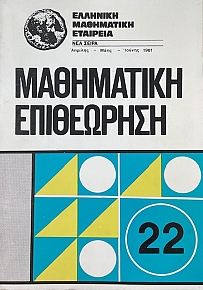 ΕΛΛΗΝΙΚΗ
ΜΑΘΗΜΑΤΙΚΗ
ΕΤΑΙΡΕΙΑ
ΝΕΑ ΣΕΙΡΑ
Απρίλης - Μάης - Ιούνης 1981
ΜΑΘΗΜΑΤΙΚΗ
ΕΠΙΘΕΩΡΗΣΗ
22